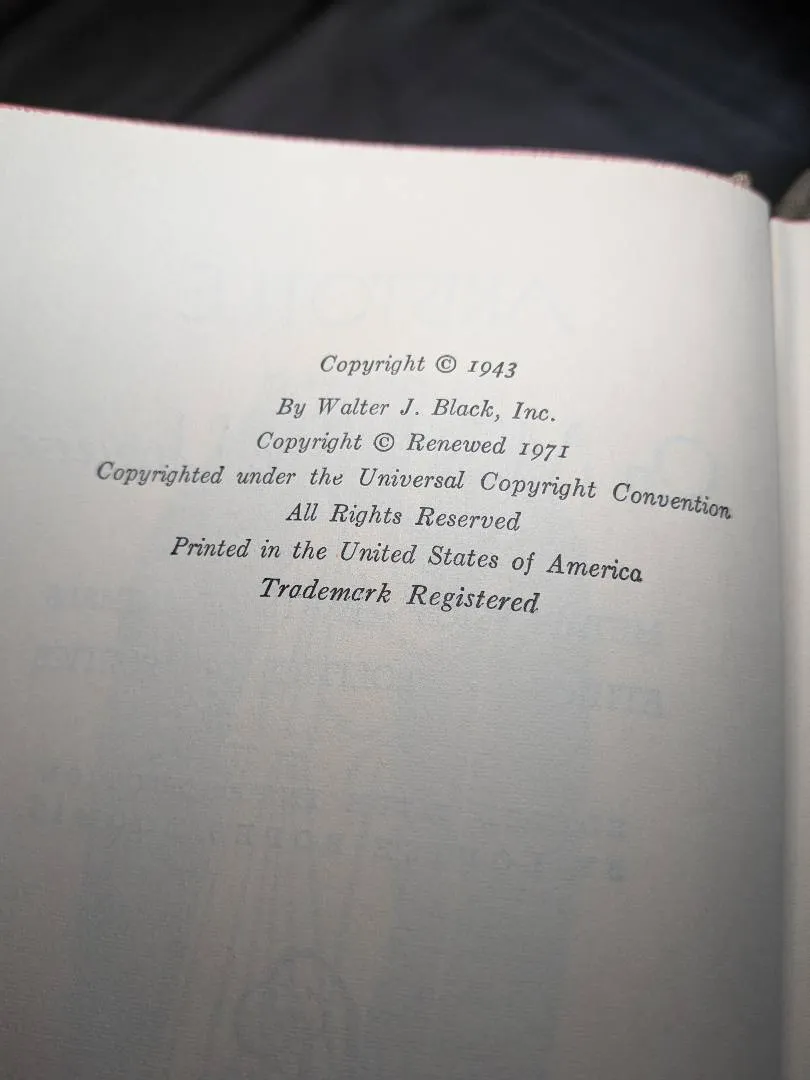 Copyright © 1943
By Walter J. Black, Inc.
Copyright © Renewed 1971
Copyrighted under the Universal Copyright Convention
All Rights Reserved
Printed in the United States of America
Trademark Registered